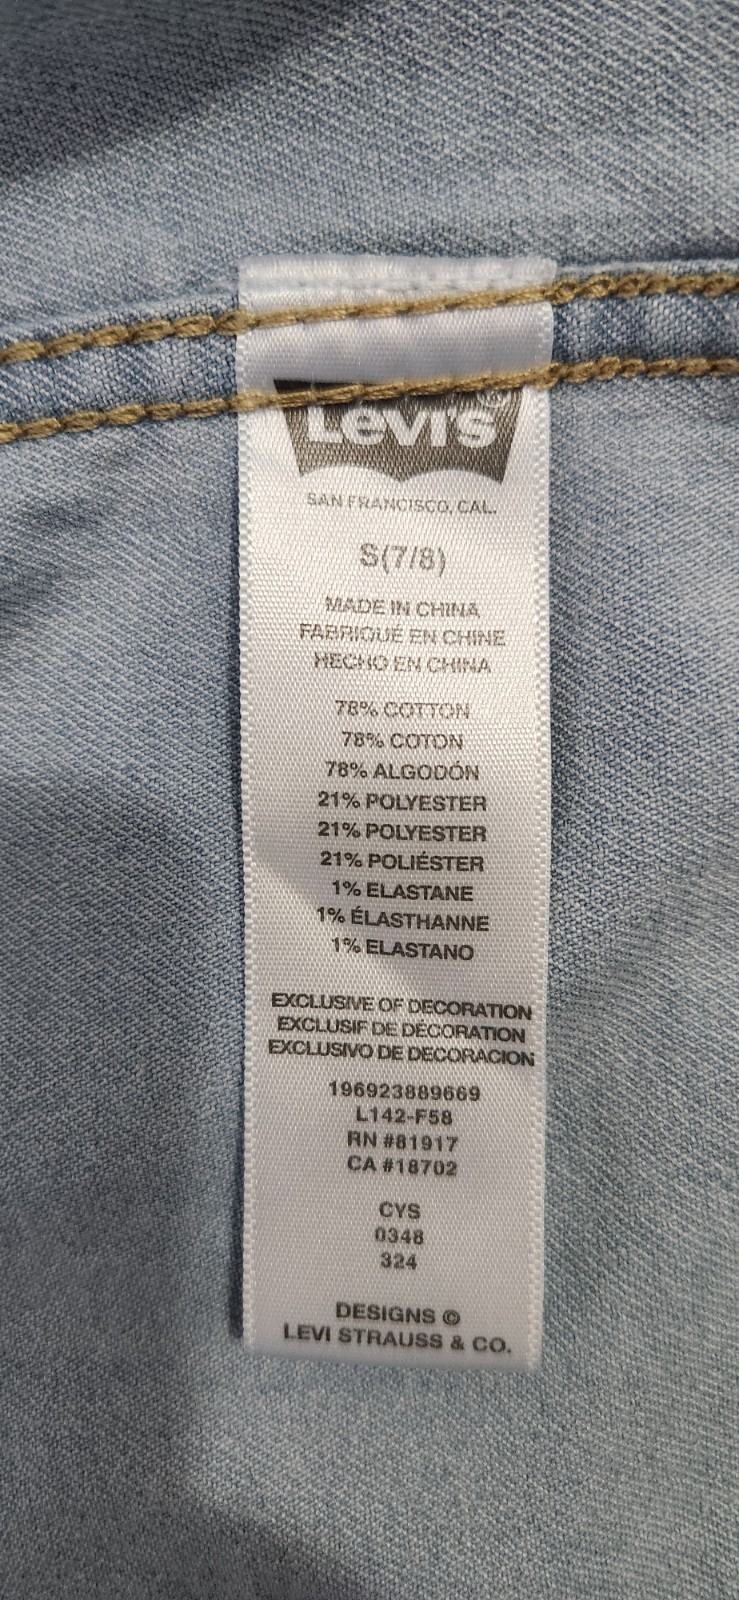 Levi's
SAN FRANCISCO, CAL.
S(7/8)
MADE IN CHINA
FABRIQUÉ EN CHINE
HECHO EN CHINA
78% COTTON
78% COTON
78% ALGODÓN
21% POLYESTER
21% POLYESTER
21% POLIÉSTER
1% ELASTANE
1% ÉLASTHANNE
1% ELASTANO
EXCLUSIVE OF DECORATION
EXCLUSIF DE DÉCORATION
EXCLUSIVO DE DECORACION
196923889669
L142-F58
RN #81917
CA #18702
CYS
0348
324
DESIGNS ©
LEVI STRAUSS & CO.